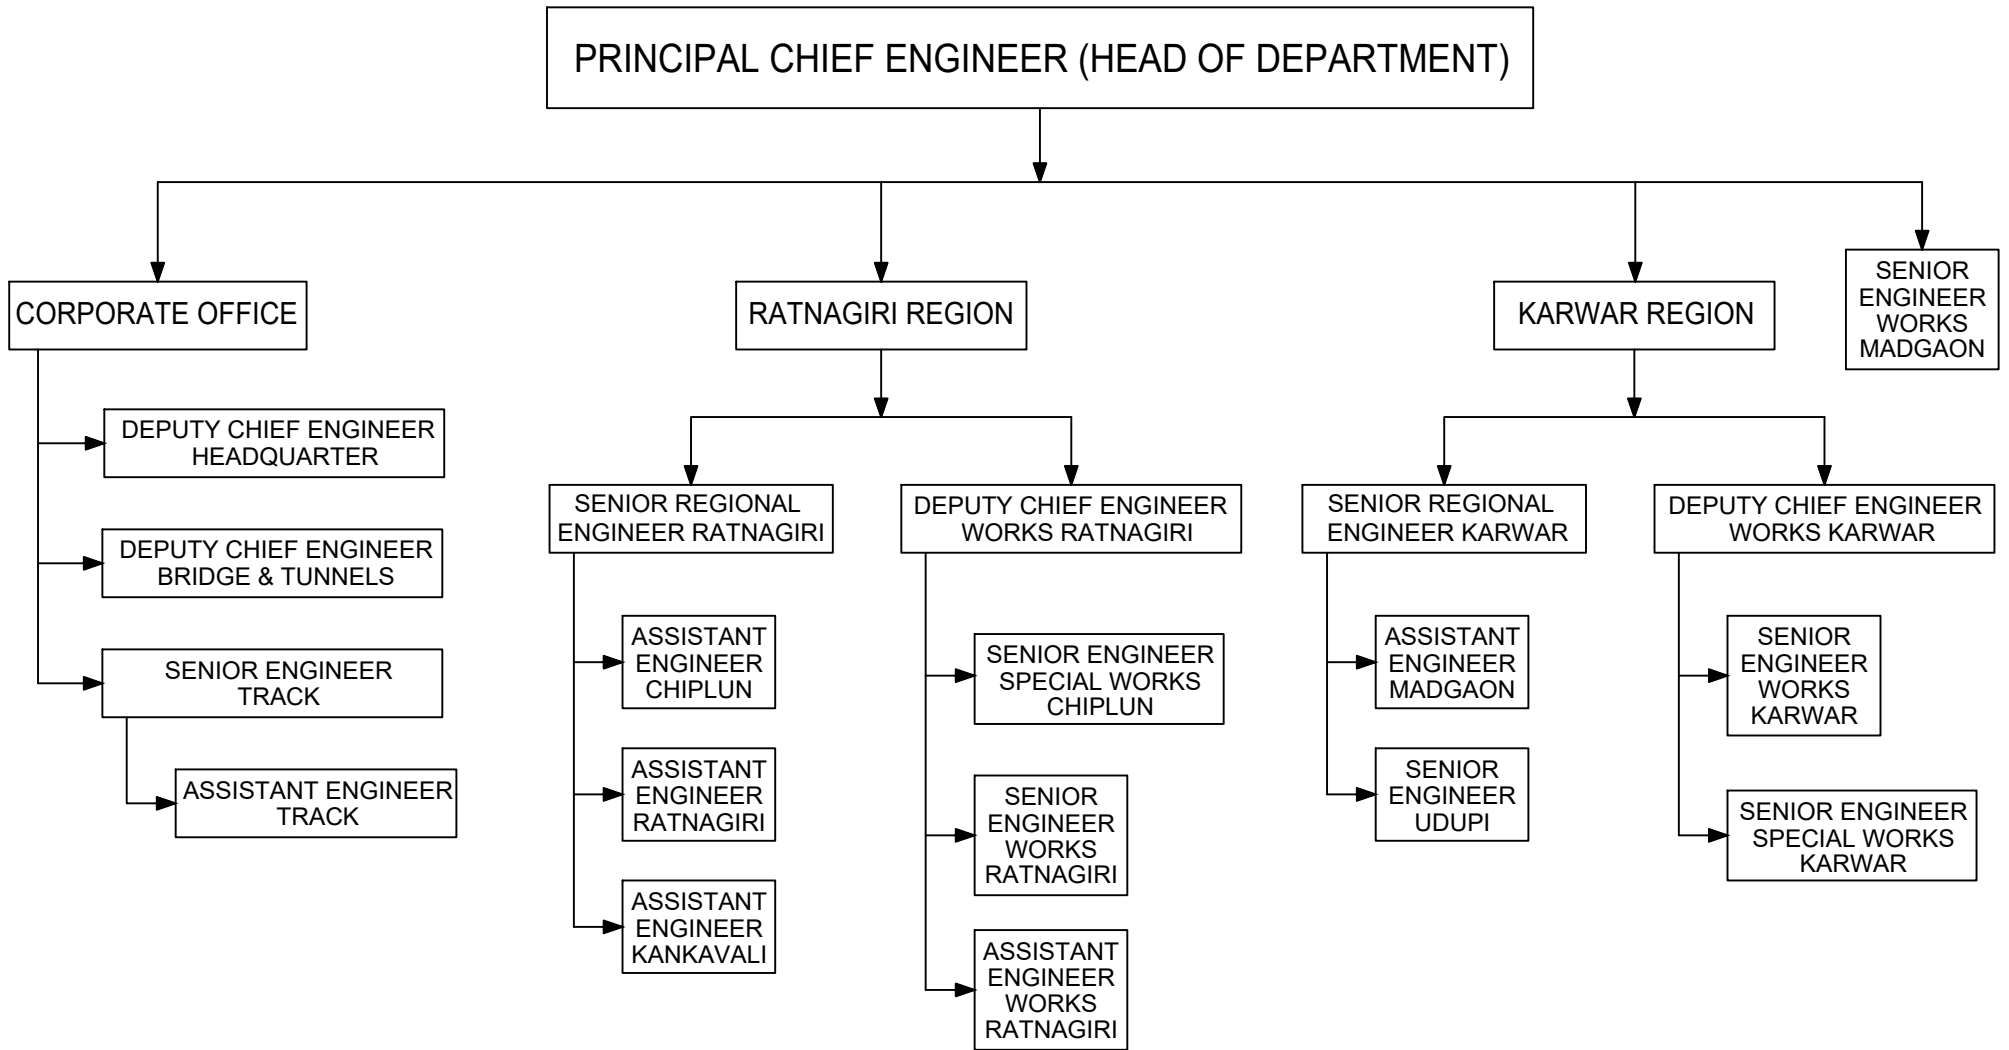 PRINCIPAL CHIEF ENGINEER (HEAD OF DEPARTMENT)
CORPORATE OFFICE
DEPUTY CHIEF ENGINEER
HEADQUARTER
DEPUTY CHIEF ENGINEER
BRIDGE & TUNNELS
SENIOR ENGINEER
TRACK
ASSISTANT ENGINEER
TRACK
RATNAGIRI REGION
SENIOR REGIONAL
ENGINEER RATNAGIRI
ASSISTANT
ENGINEER
CHIPLUN
ASSISTANT
ENGINEER
RATNAGIRI
ASSISTANT
ENGINEER
KANKAVALI
DEPUTY CHIEF ENGINEER
WORKS RATNAGIRI
SENIOR ENGINEER
SPECIAL WORKS
CHIPLUN
SENIOR
ENGINEER
WORKS
RATNAGIRI
ASSISTANT
ENGINEER
WORKS
RATNAGIRI
KARWAR REGION
SENIOR REGIONAL
ENGINEER KARWAR
ASSISTANT
ENGINEER
MADGAON
SENIOR
ENGINEER
UDUPI
DEPUTY CHIEF ENGINEER
WORKS KARWAR
SENIOR
ENGINEER
WORKS
KARWAR
SENIOR ENGINEER
SPECIAL WORKS
KARWAR
SENIOR
ENGINEER
WORKS
MADGAON